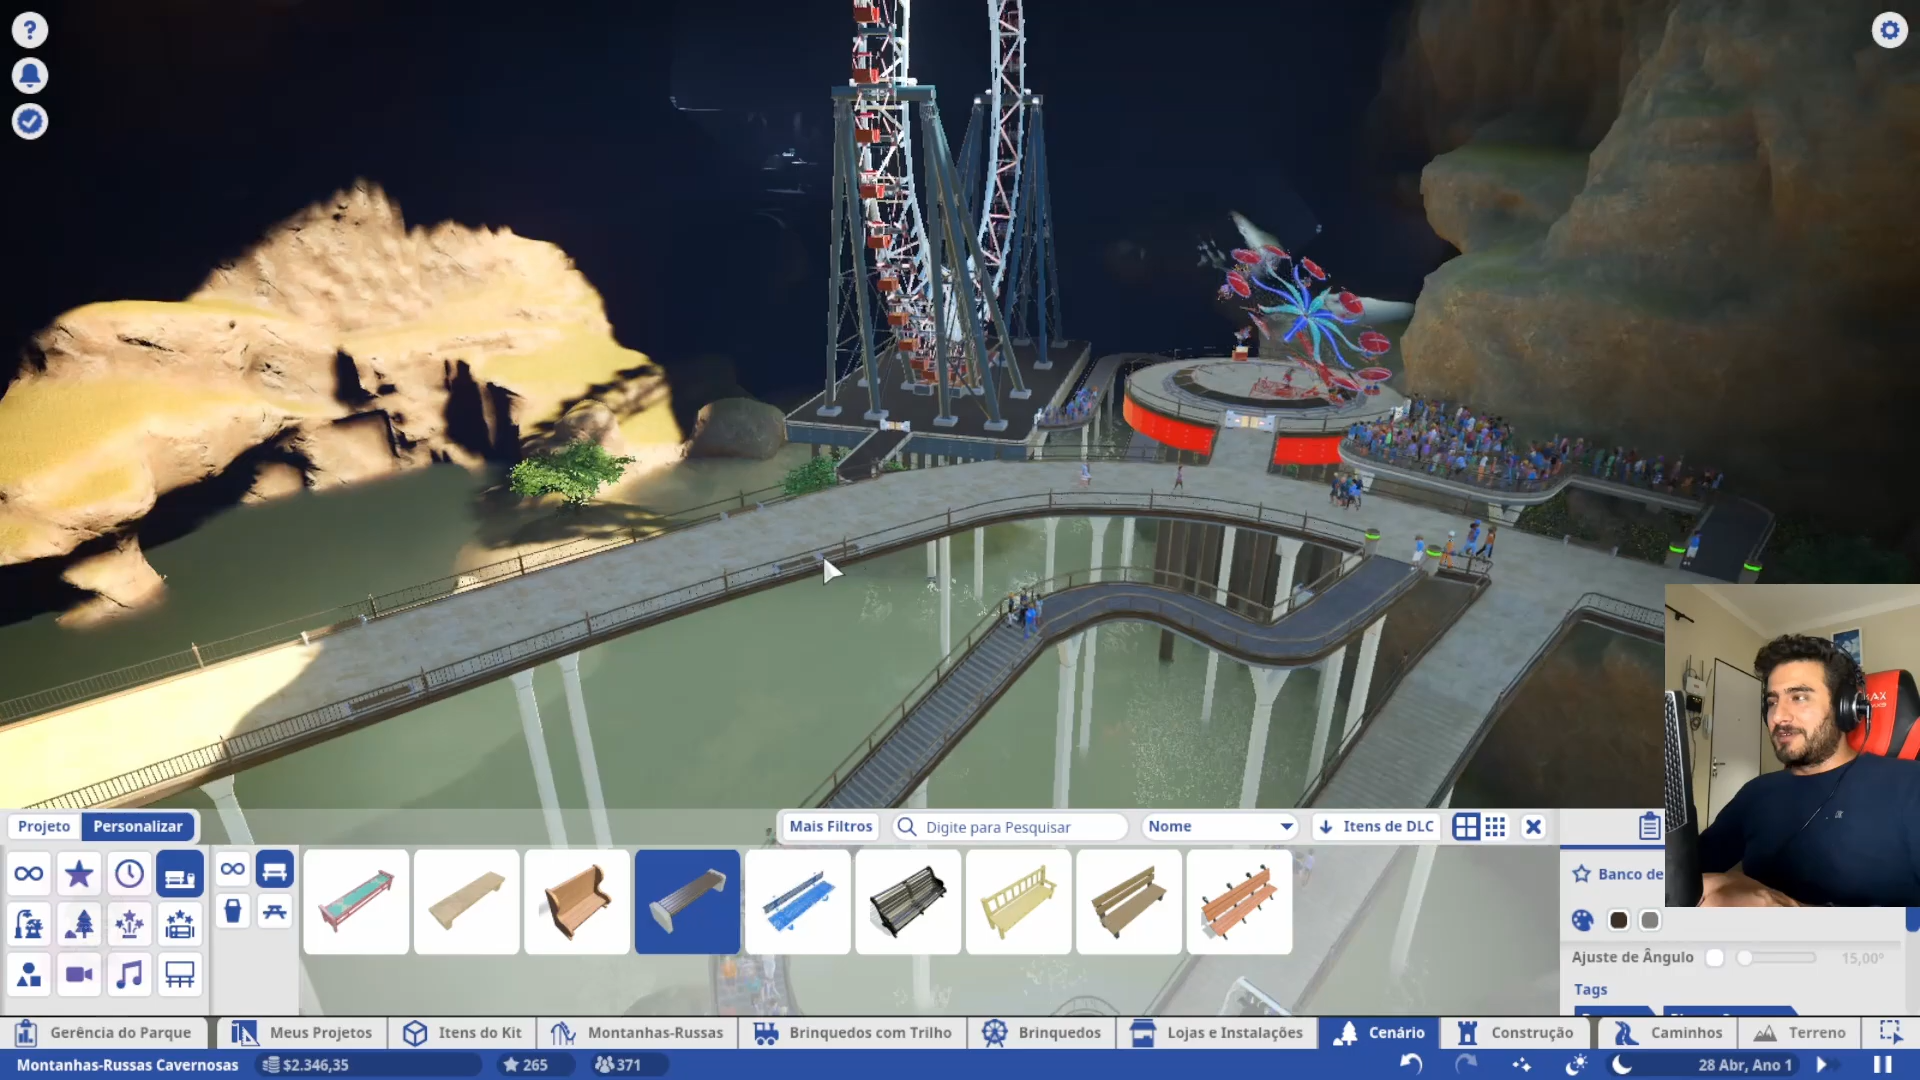 ?
Projeto Personalizar
Mais Filtros
Digite para Pesquisar
Nome
Itens de DLC
Banco de
Ajuste de Ângulo
15,00°
Tags
Gerência do Parque
Meus Projetos
Itens do Kit
Montanhas-Russas
Brinquedos com Trilho
Brinquedos
Lojas e Instalações
Cenário
Construção
Caminhos
Terreno
Montanhas-Russas Cavernosas
$2.346,35
265
371
28 Abr, Ano 1